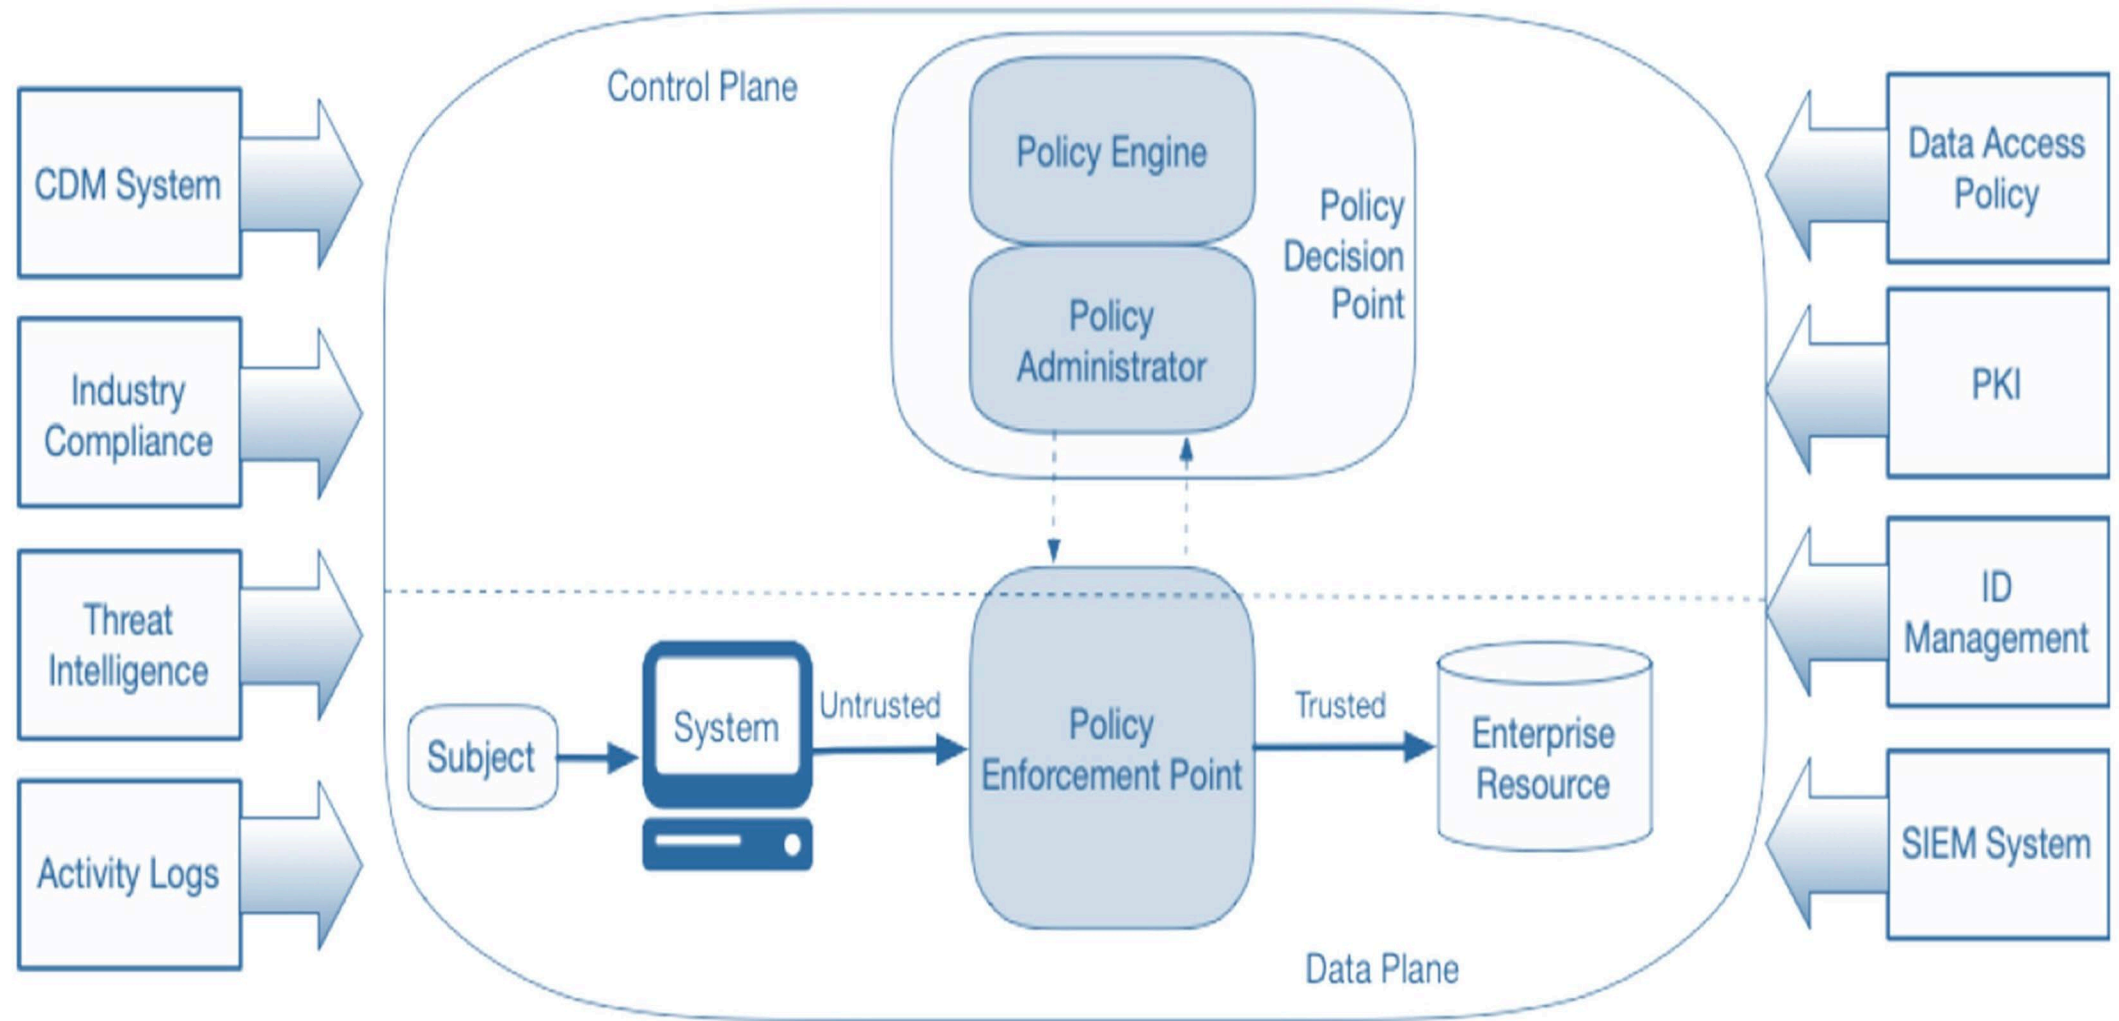 Control Plane
Policy Engine
Policy
Administrator
Policy
Decision
Point
CDM System
Industry
Compliance
Threat
Intelligence
Activity Logs
Data Access
Policy
PKI
ID
Management
SIEM System
Subject
System
Untrusted
Policy
Enforcement Point
Trusted
Enterprise
Resource
Data Plane